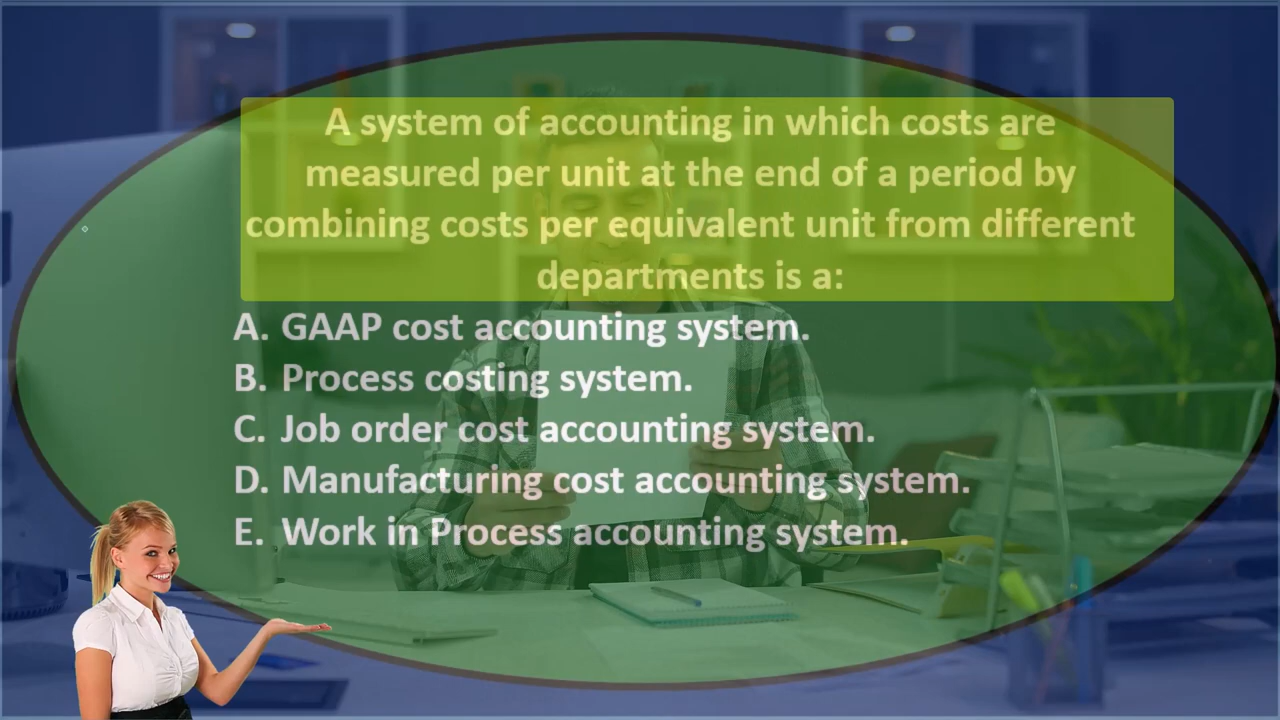 A system of accounting in which costs are
measured per unit at the end of a period by
combining costs per equivalent unit from different
departments is a:
A. GAAP cost accounting system.
B. Process costing system.
C. Job order cost accounting system.
D. Manufacturing cost accounting system.
E. Work in Process accounting system.